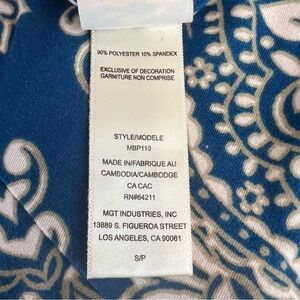 90% POLYESTER 10% SPANDEX
EXCLUSIVE OF DECORATION
GARNITURE NON COMPRISE
STYLE/MODELE
MBP110
MADE IN/FABRIQUE AU
CAMBODIA/CAMBODGE
CA CAC
RN#64211
MGT INDUSTRIES, INC
13889 S. FIGUEROA STREET
LOS ANGELES, CA 90061
S/P